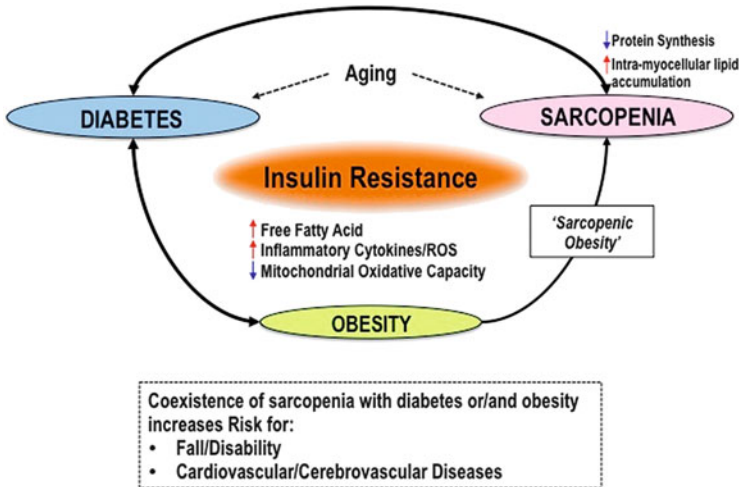 ↓Protein Synthesis
↑Intra-myocellular lipid
accumulation
Aging
DIABETES
SARCOPENIA
Insulin Resistance
↑Free Fatty Acid
↑Inflammatory Cytokines/ROS
↓Mitochondrial Oxidative Capacity
‘Sarcopenic
Obesity’
OBESITY
Coexistence of sarcopenia with diabetes or/and obesity
increases Risk for:
• Fall/Disability
• Cardiovascular/Cerebrovascular Diseases